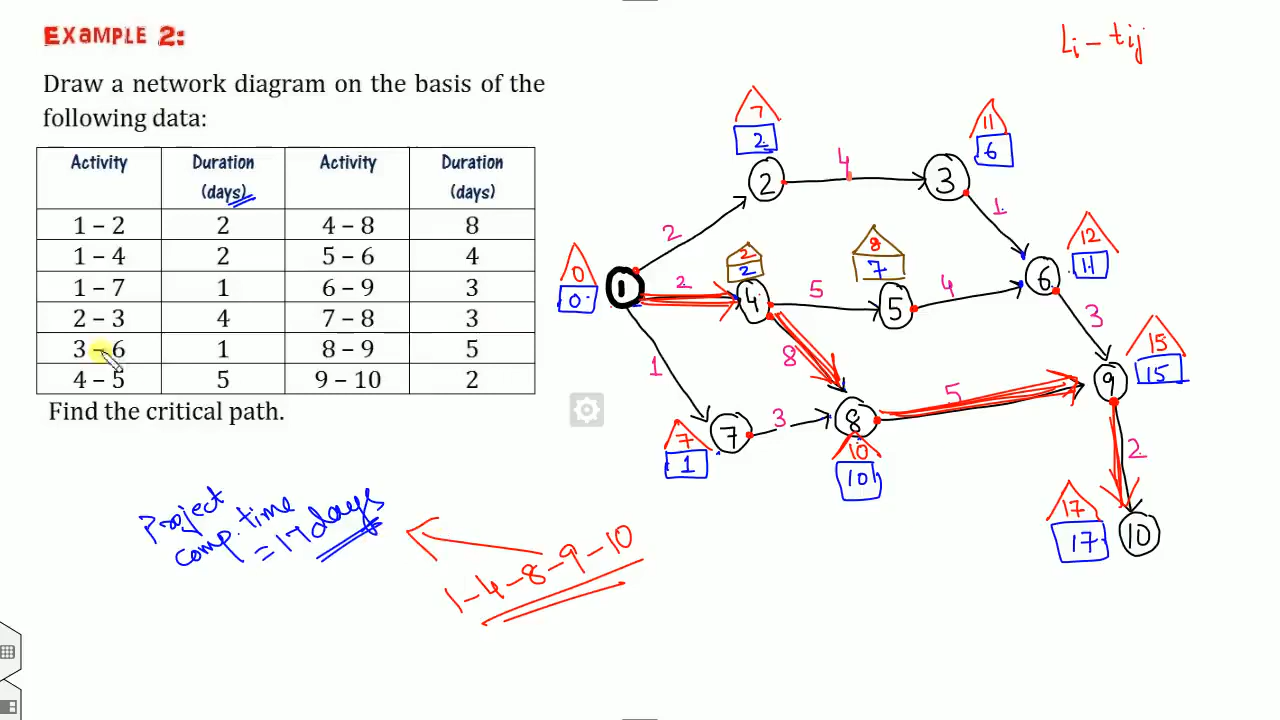 Example 2:
Draw a network diagram on the basis of the
following data:
Activity Duration (days) Activity Duration (days)
1 – 2 2 4 – 8 8
1 – 4 2 5 – 6 4
1 – 7 1 6 – 9 3
2 – 3 4 7 – 8 3
3 – 6 1 8 – 9 5
4 – 5 5 9 – 10 2
Find the critical path.
Project
comp. time
= 17 days
1-4-8-9-10
Li - tij
7
2
2
4
11
6
3
1
0
0
1
2
2
2
2
4
5
8
7
5
4
12
11
6
3
1
8
7
1
7
3
8
10
10
5
15
15
9
2
17
17
10